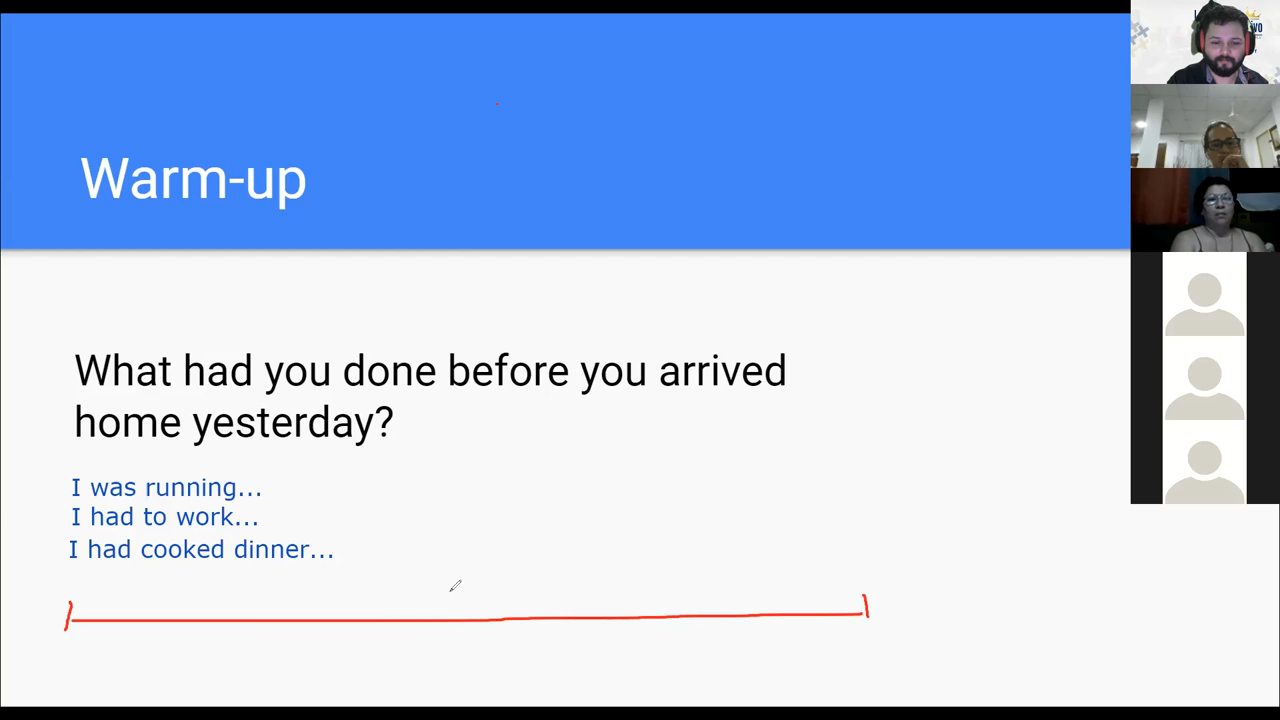 Warm-up
What had you done before you arrived
home yesterday?
I was running...
I had to work...
I had cooked dinner...